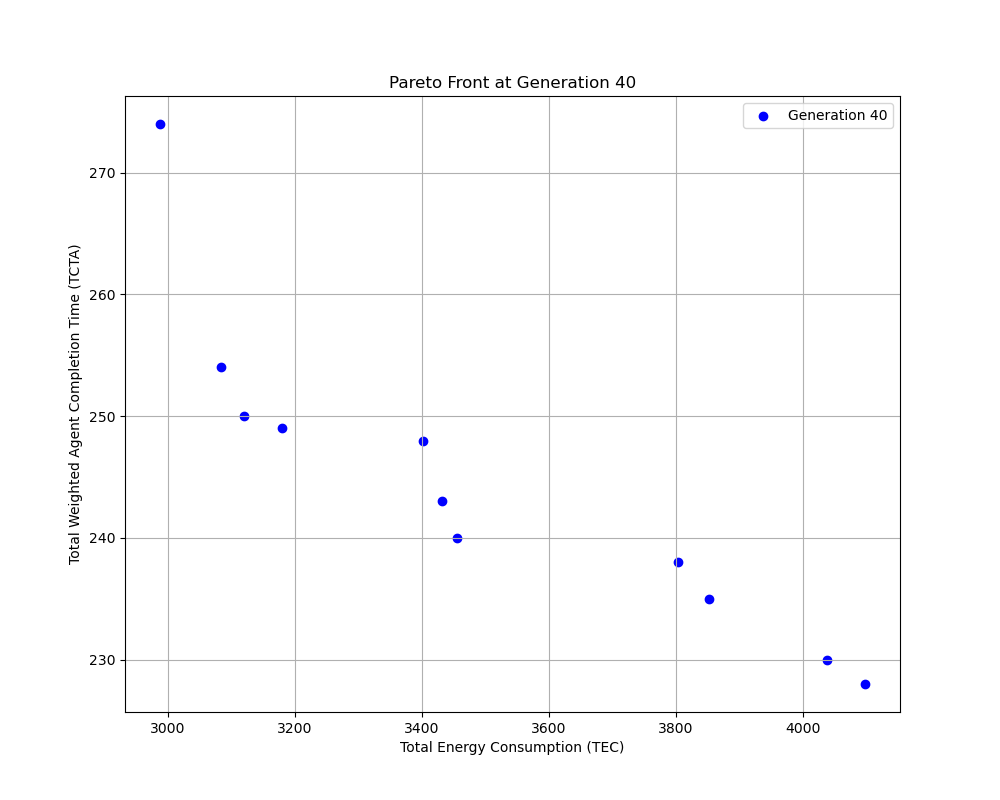 Pareto Front at Generation 40
Generation 40
270
260
250
240
230
Total Weighted Agent Completion Time (TCTA)
3000 3200 3400 3600 3800 4000
Total Energy Consumption (TEC)